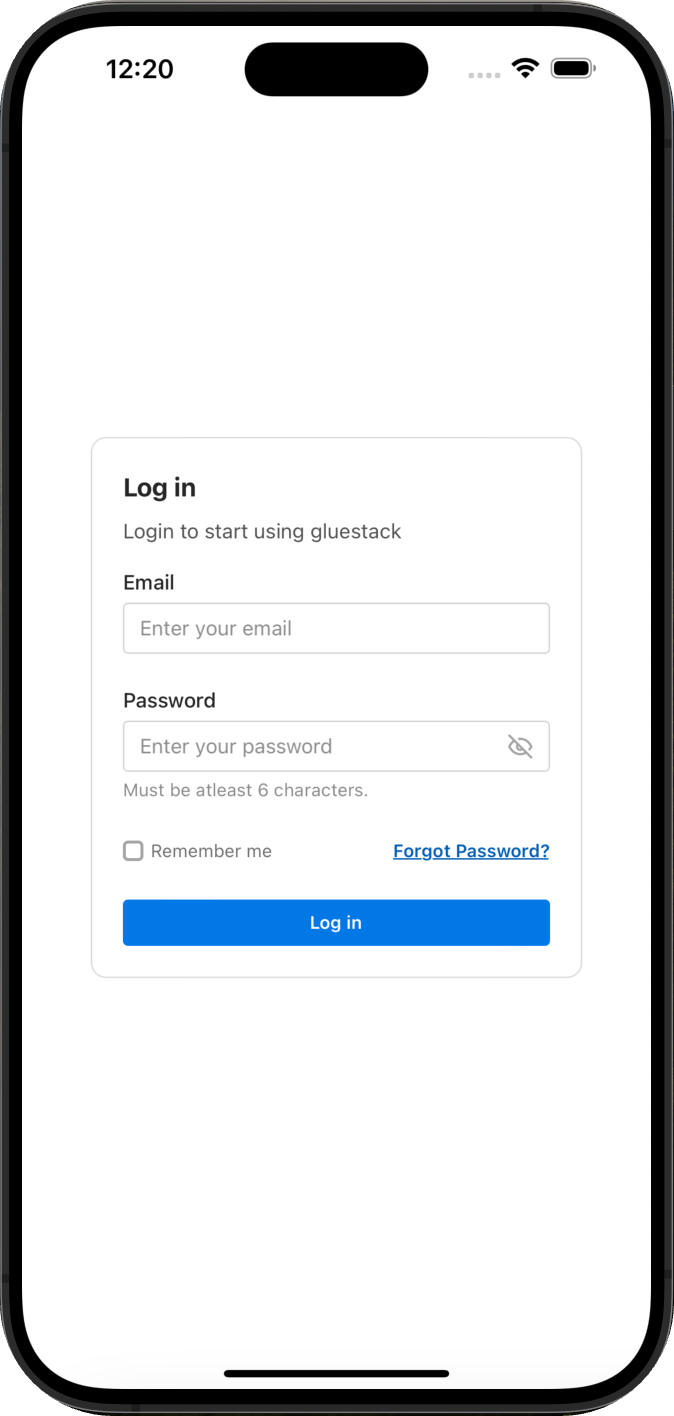 12:20
Log in
Login to start using gluestack
Email
Enter your email
Password
Enter your password
Must be atleast 6 characters.
Remember me Forgot Password?
Log in